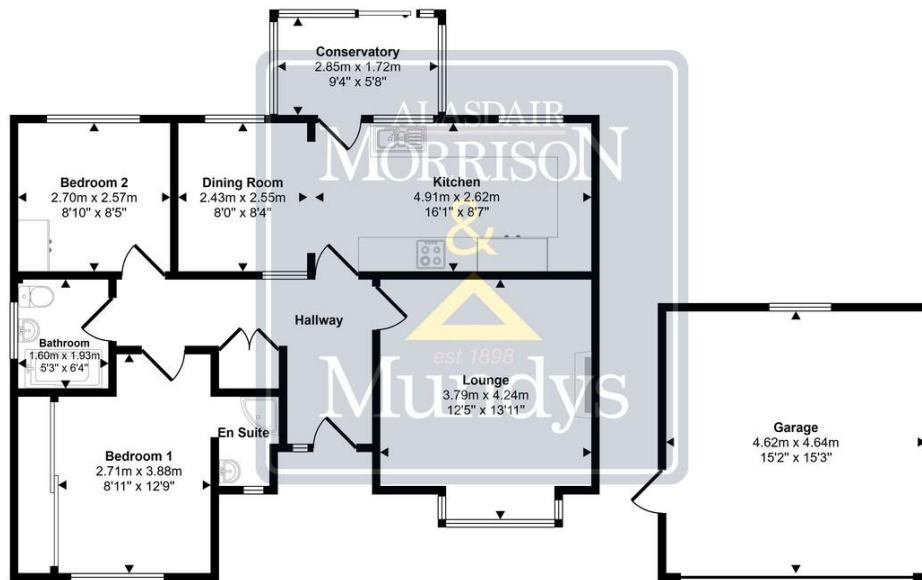 Conservatory
2.85m x 1.72m
9'4" x 5'8"
ALASDAIR
MORRISON
&
est 1898
Mundys
Bedroom 2
2.70m x 2.57m
8'10" x 8'5"
Dining Room
2.43m x 2.55m
8'0" x 8'4"
Kitchen
4.91m x 2.62m
16'1" x 8'7"
Bathroom
1.60m x 1.93m
5'3" x 6'4"
Hallway
Lounge
3.79m x 4.24m
12'5" x 13'11"
En Suite
Bedroom 1
2.71m x 3.88m
8'11" x 12'9"
Garage
4.62m x 4.64m
15'2" x 15'3"